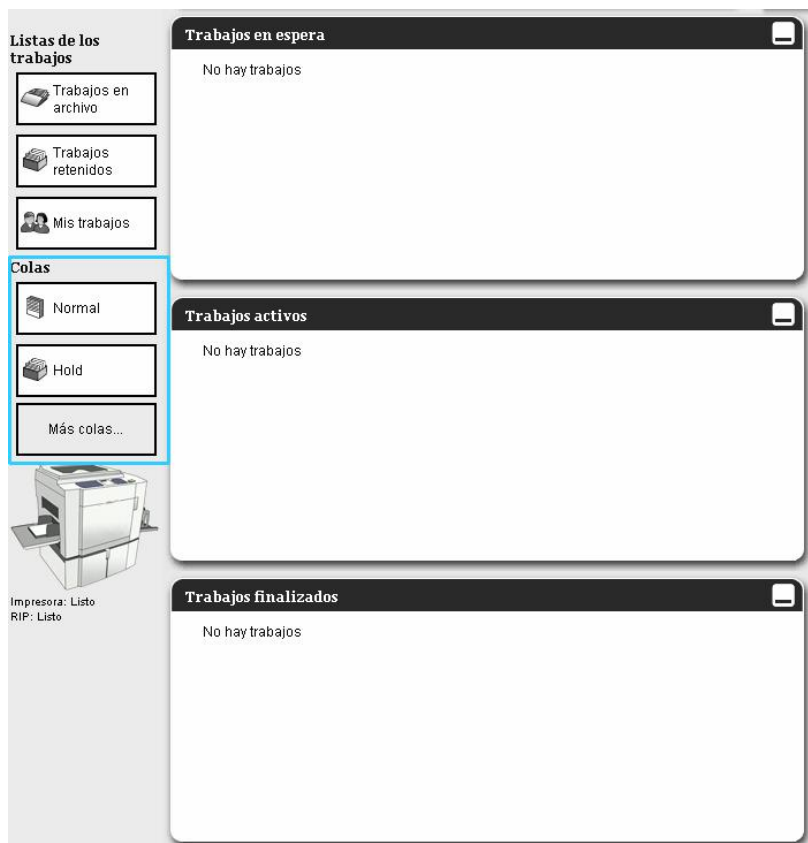 Listas de los
trabajos
Trabajos en
archivo
Trabajos
retenidos
Mis trabajos
Colas
Normal
Hold
Más colas...
Impresora: Listo
RIP: Listo
Trabajos en espera
No hay trabajos
Trabajos activos
No hay trabajos
Trabajos finalizados
No hay trabajos